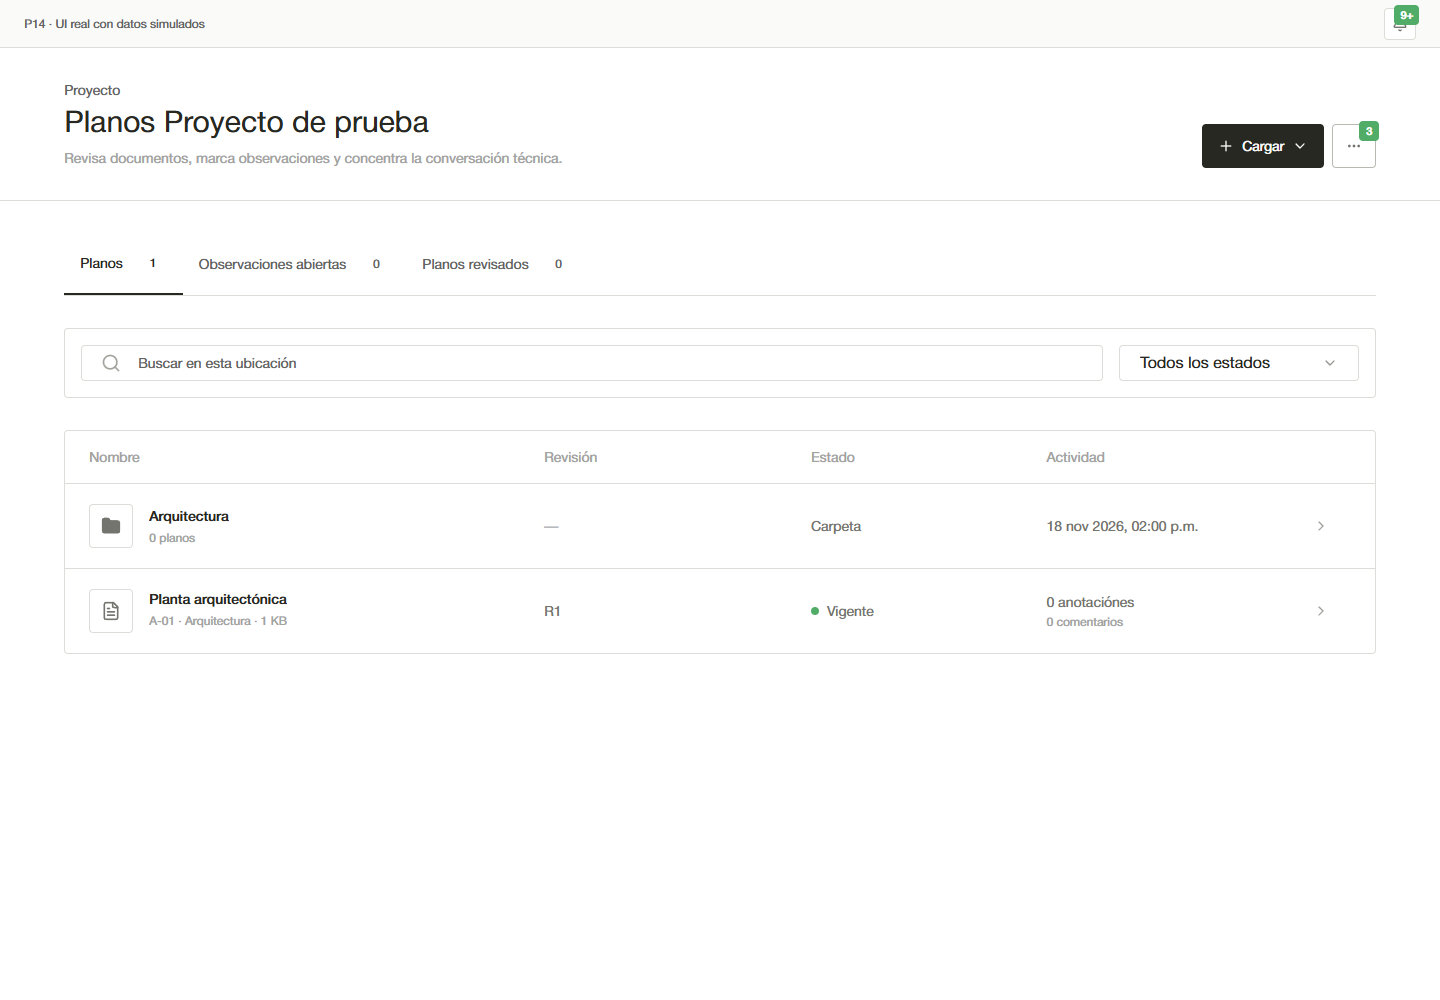 P14 · UI real con datos simulados
9+
Proyecto
Planos Proyecto de prueba
Revisa documentos, marca observaciones y concentra la conversación técnica.
Cargar
3
Planos 1
Observaciones abiertas 0
Planos revisados 0
Buscar en esta ubicación
Todos los estados
Nombre Revisión Estado Actividad
Arquitectura
0 planos
— Carpeta 18 nov 2026, 02:00 p.m.
Planta arquitectónica
A-01 · Arquitectura · 1 KB
R1 Vigente
0 anotaciónes
0 comentarios